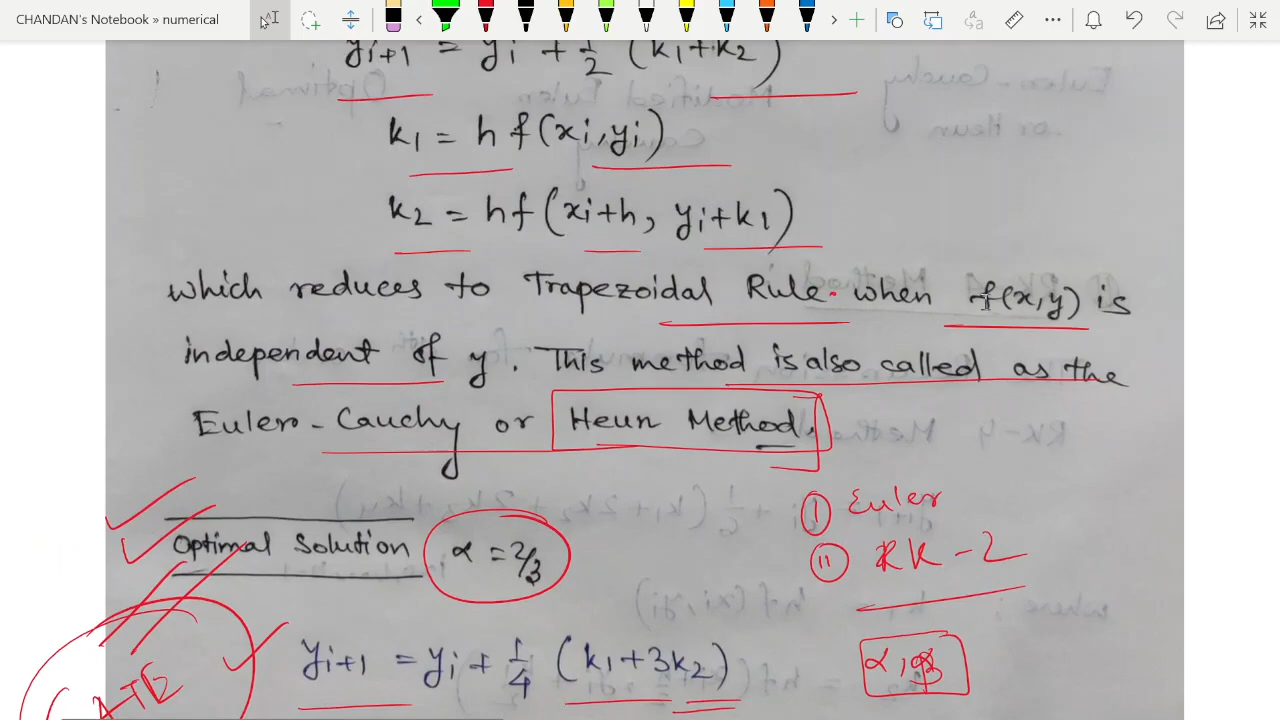 CHANDAN's Notebook » numerical
yi+1 = yi + 1/2 (k1 + k2)
k1 = h f(xi, yi)
k2 = hf(xi+h, yi+k1)
which reduces to Trapezoidal Rule. when f(x,y) is
independent of y. This method is also called as the
Euler-Cauchy or Heun Method.
(I) Euler
(II) RK-2
Optimal Solution α = 2/3
yi+1 = yi + 1/4 (k1 + 3k2)